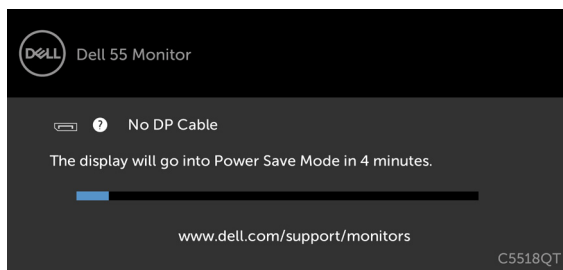 DELL Dell 55 Monitor
? No DP Cable
The display will go into Power Save Mode in 4 minutes.
www.dell.com/support/monitors
C5518QT